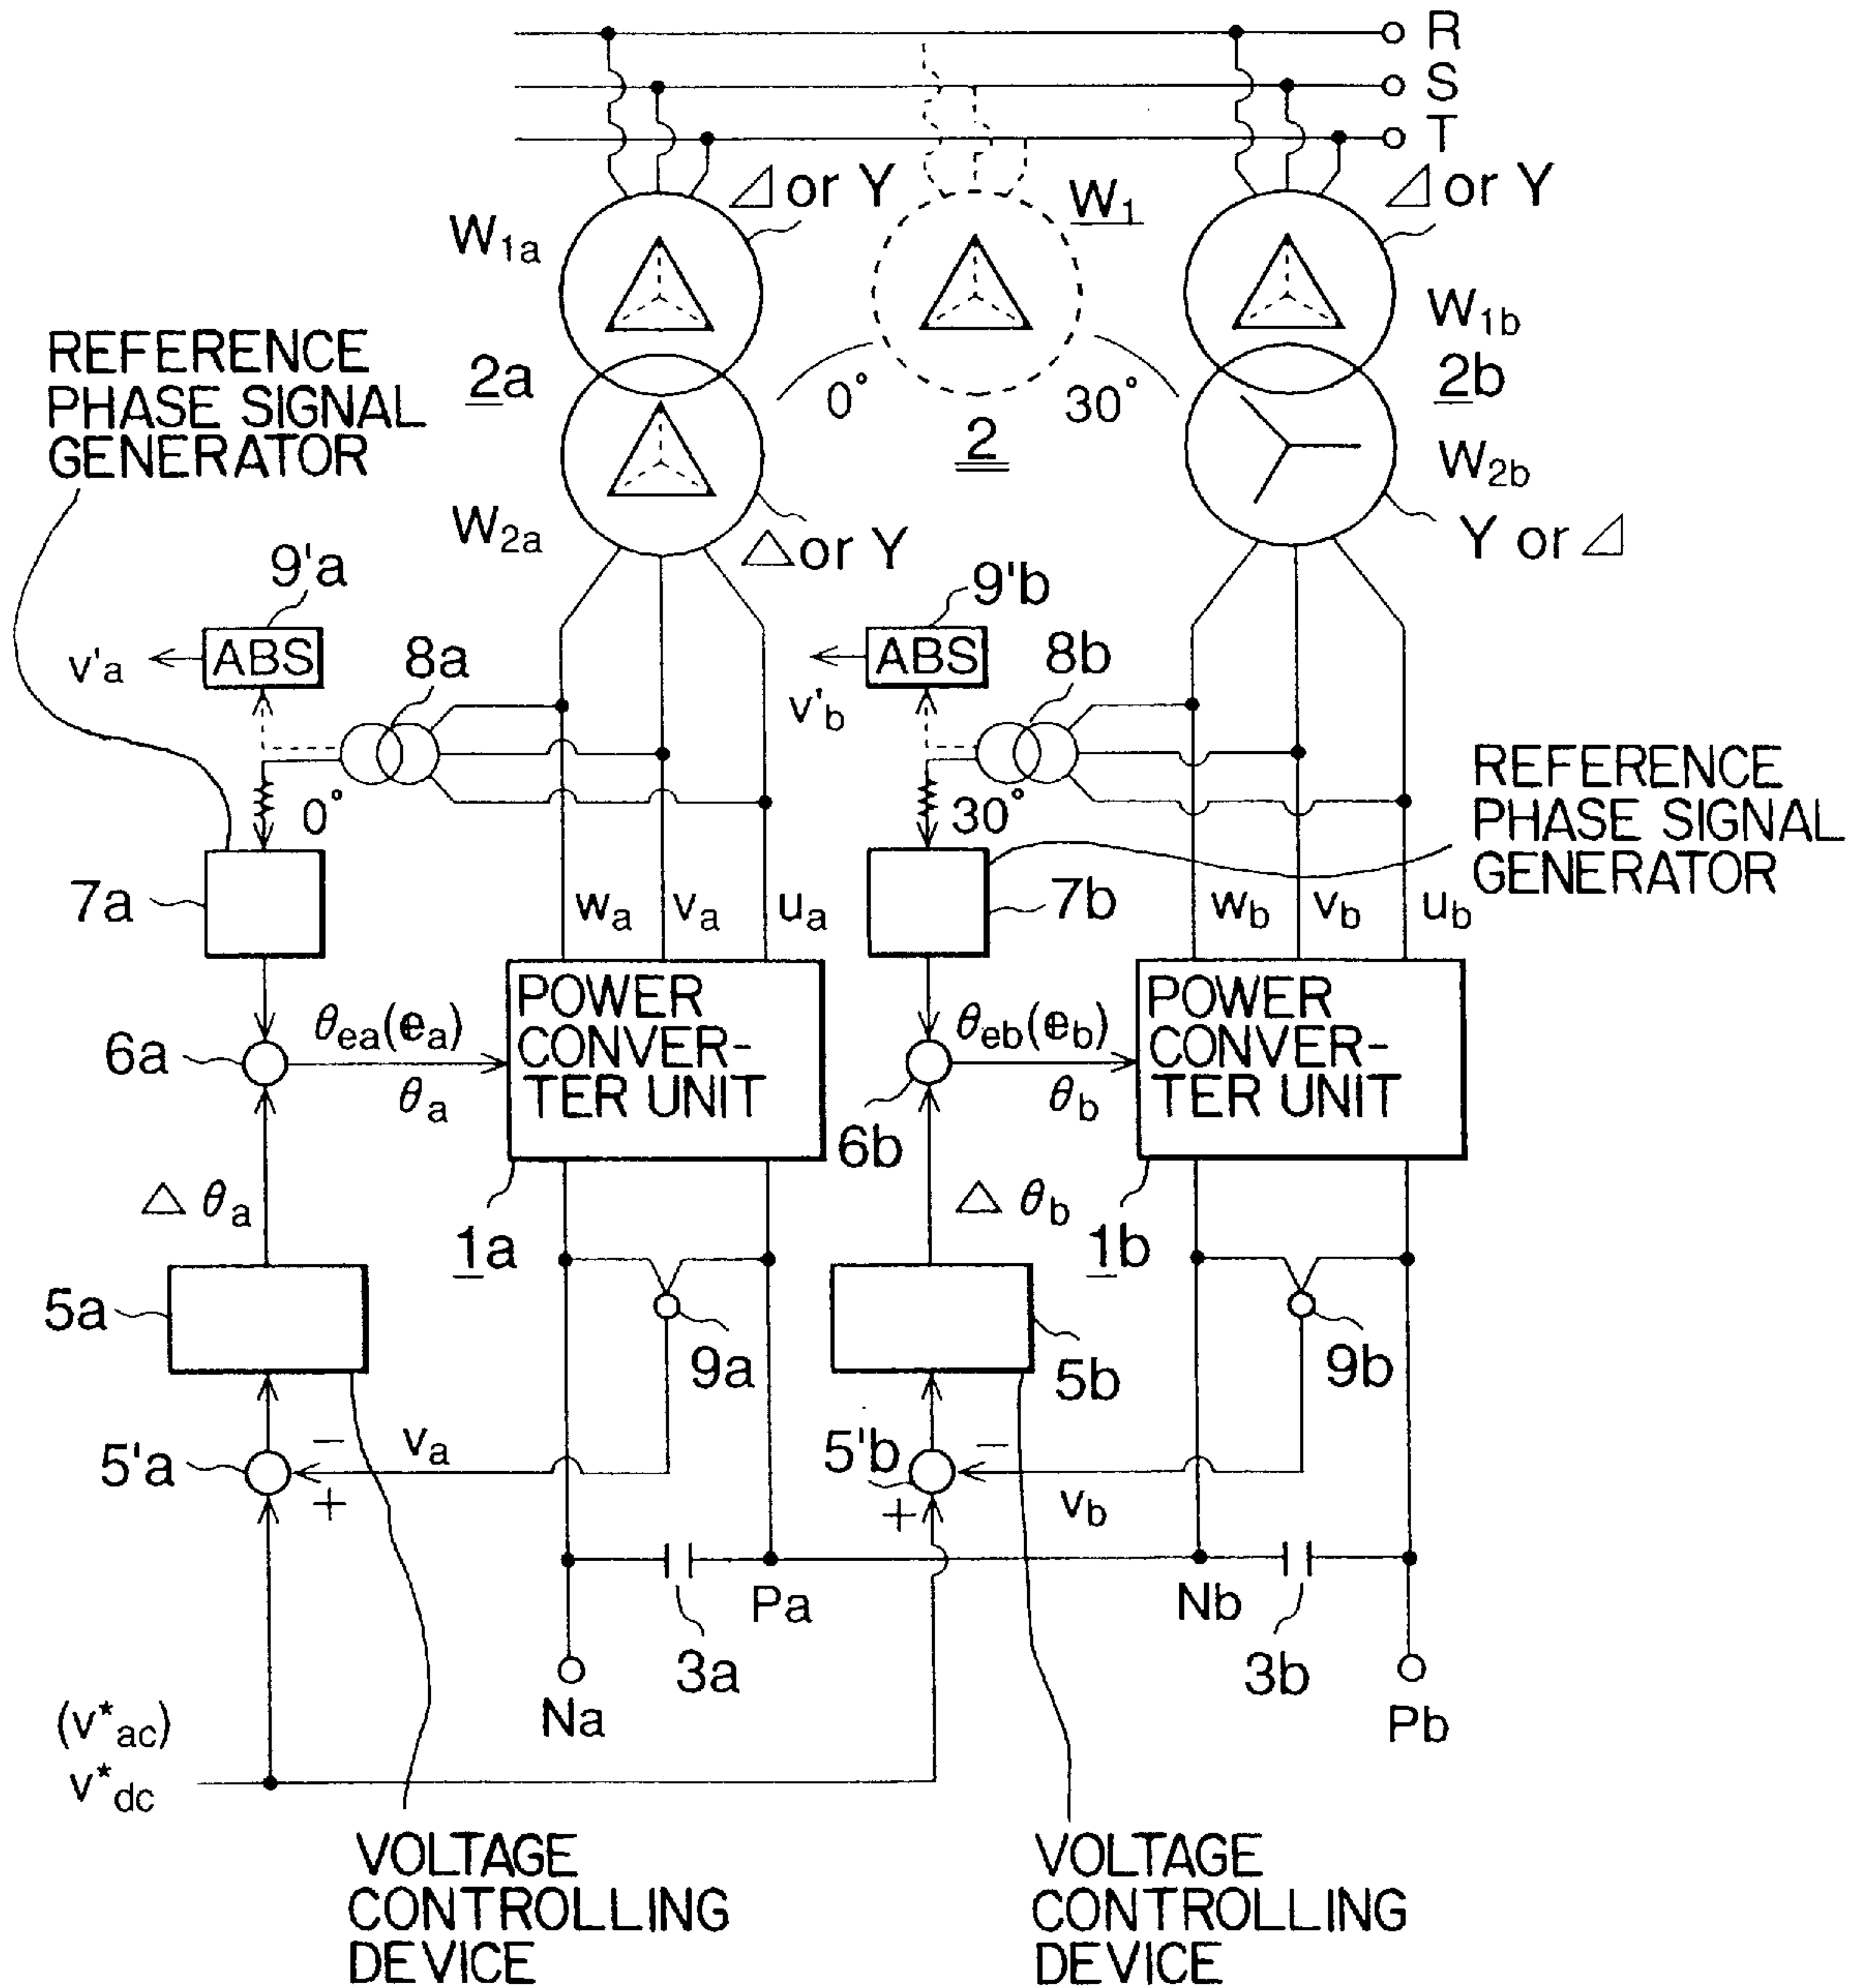 R
S
T
⊿ or Y
W1
⊿ or Y
W1a
W1b
REFERENCE
PHASE SIGNAL
GENERATOR
2a
0°
30°
2b
2
W2a
W2b
△ or Y
Y or ⊿
9'a
9'b
ABS
v'a
8a
ABS
v'b
8b
0°
30°
REFERENCE
PHASE SIGNAL
GENERATOR
7a
wa
va
ua
7b
wb
vb
ub
POWER
CONVER-
TER UNIT
POWER
CONVER-
TER UNIT
6a
θea(ea)
θa
6b
θeb(eb)
θb
△ θa
1a
△ θb
1b
5a
9a
5b
9b
5'a
−
+
va
5'b
−
+
vb
Pa
Nb
3a
3b
Na
Pb
(v*ac)
v*dc
VOLTAGE
CONTROLLING
DEVICE
VOLTAGE
CONTROLLING
DEVICE